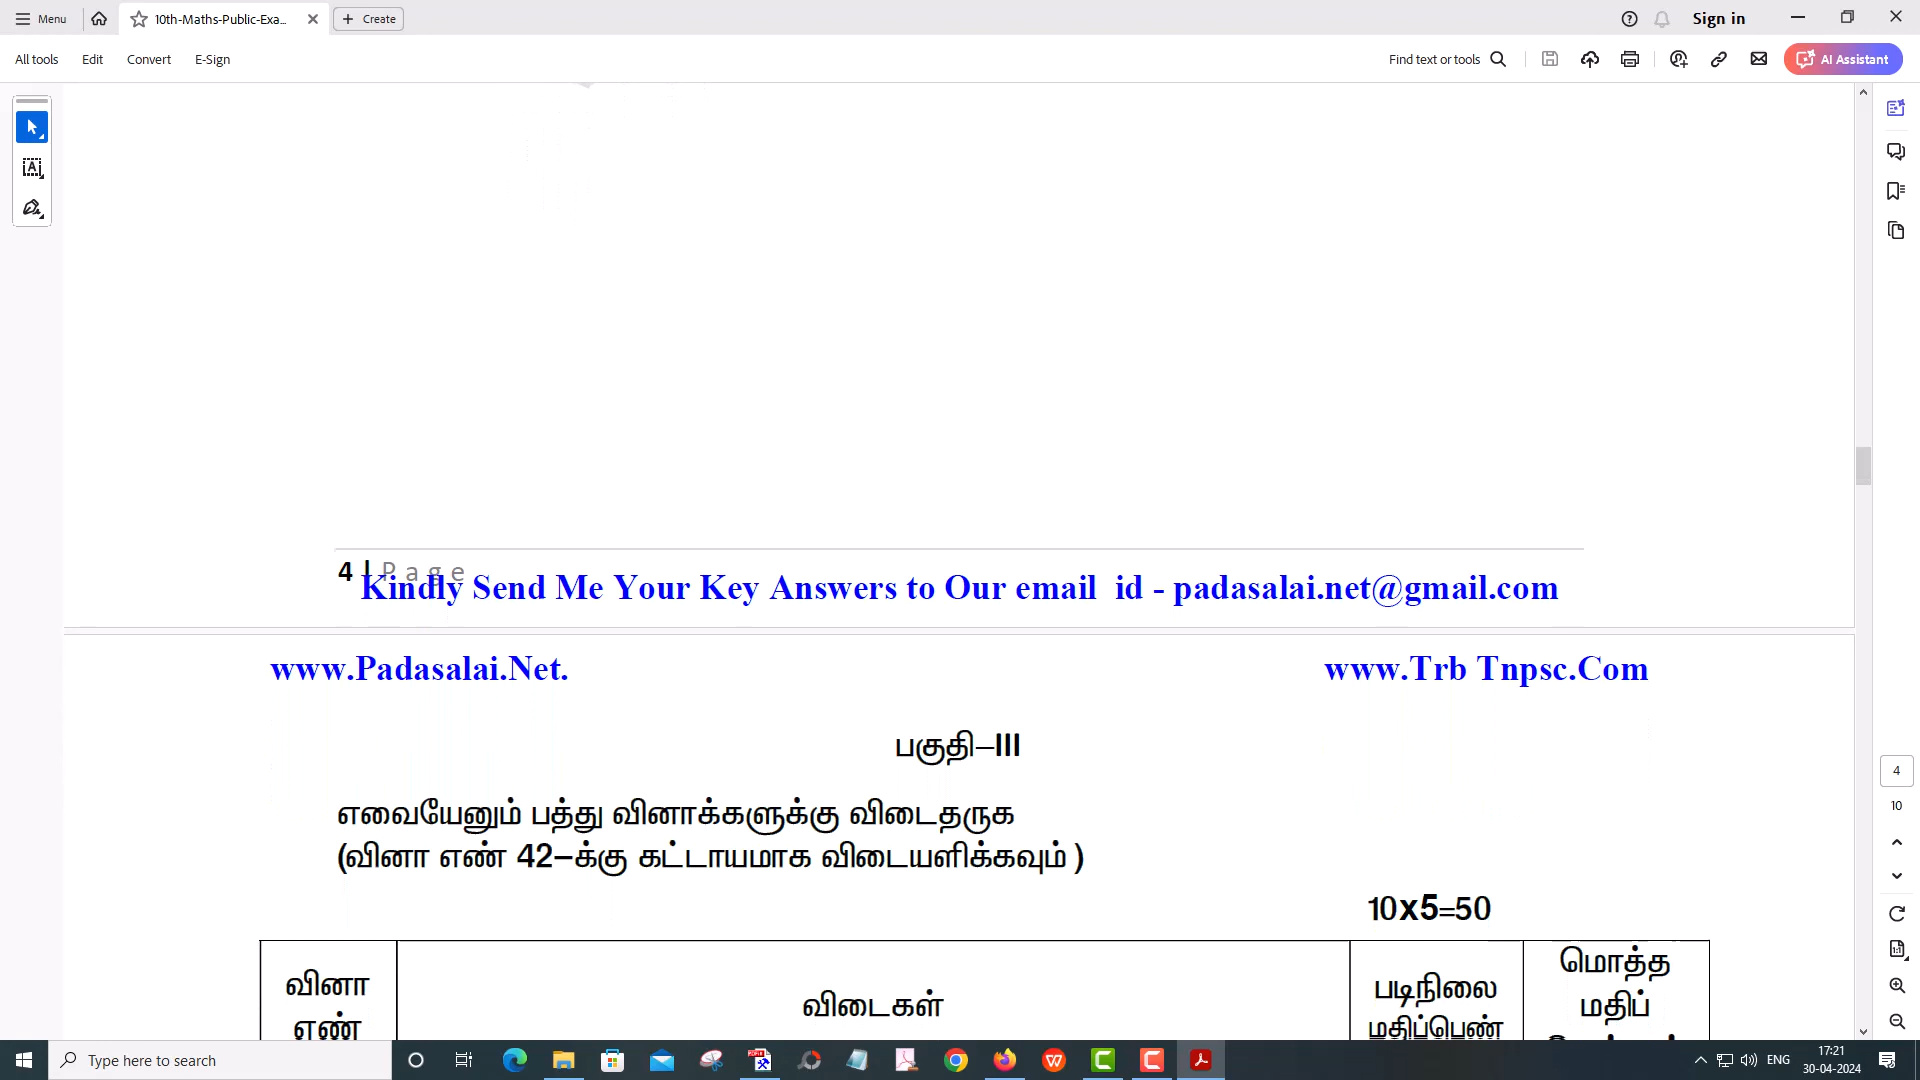 Menu
10th-Maths-Public-Exa...
Create
Sign in
All tools
Edit
Convert
E-Sign
Find text or tools
AI Assistant
4 | Page
Kindly Send Me Your Key Answers to Our email id - padasalai.net@gmail.com
www.Padasalai.Net.
www.Trb Tnpsc.Com
பகுதி–III
எவையேனும் பத்து வினாக்களுக்கு விடைதருக
(வினா எண் 42–க்கு கட்டாயமாக விடையளிக்கவும் )
10x5=50
வினா
எண்
விடைகள்
படிநிலை
மதிப்பெண்
மொத்த
மதிப்
4
10
Type here to search
ENG
17:21
30-04-2024